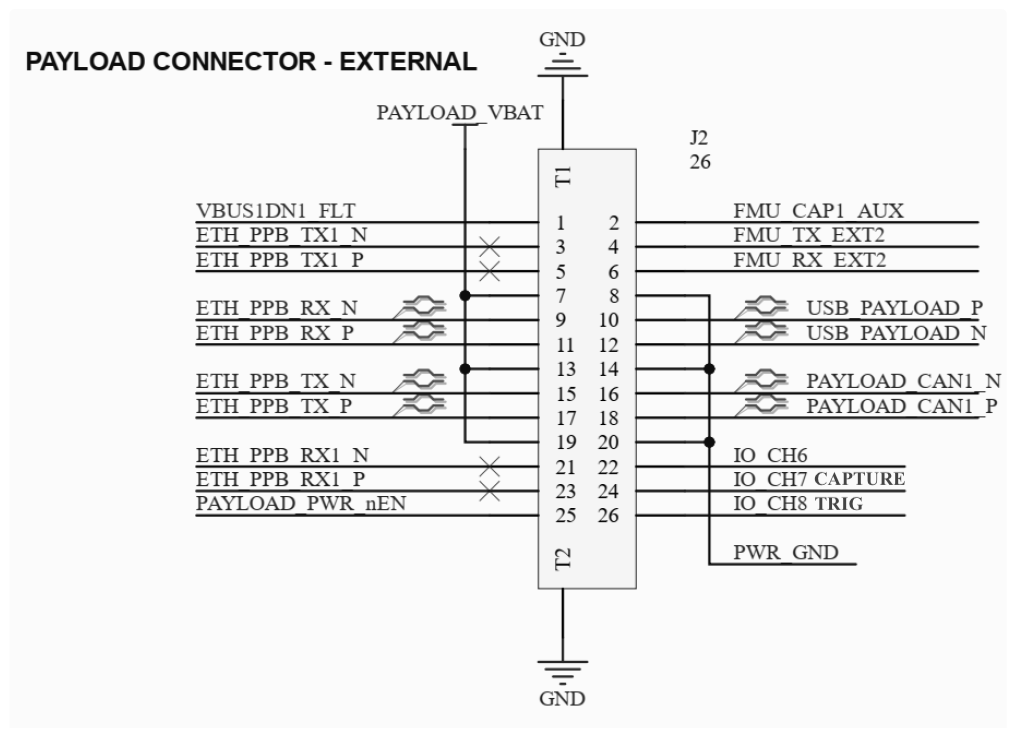 GND
PAYLOAD CONNECTOR - EXTERNAL
PAYLOAD_VBAT
J2
26
T1
VBUS1DN1_FLT 1 2 FMU_CAP1_AUX
ETH_PPB_TX1_N 3 4 FMU_TX_EXT2
ETH_PPB_TX1_P 5 6 FMU_RX_EXT2
7 8
ETH_PPB_RX_N 9 10 USB_PAYLOAD_P
ETH_PPB_RX_P 11 12 USB_PAYLOAD_N
13 14
ETH_PPB_TX_N 15 16 PAYLOAD_CAN1_N
ETH_PPB_TX_P 17 18 PAYLOAD_CAN1_P
19 20
ETH_PPB_RX1_N 21 22 IO_CH6
ETH_PPB_RX1_P 23 24 IO_CH7 CAPTURE
PAYLOAD_PWR_nEN 25 26 IO_CH8 TRIG
T2
PWR_GND
GND